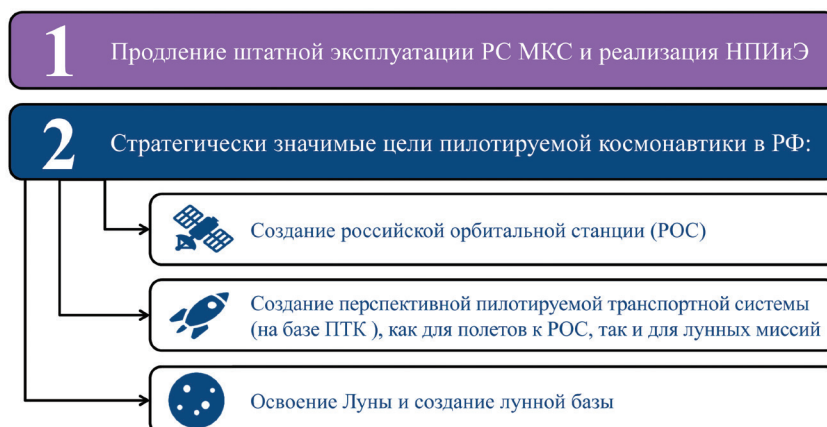 1
Продление штатной эксплуатации РС МКС и реализация НПИиЭ
2
Стратегически значимые цели пилотируемой космонавтики в РФ:
Создание российской орбитальной станции (РОС)
Создание перспективной пилотируемой транспортной системы
(на базе ПТК ), как для полетов к РОС, так и для лунных миссий
Освоение Луны и создание лунной базы